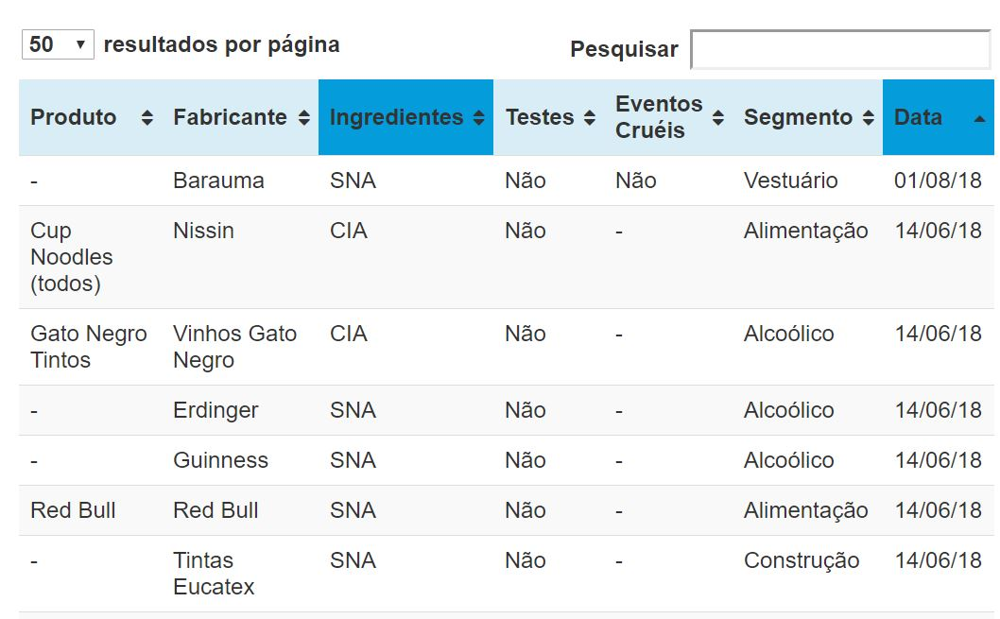 50 ▼ resultados por página
Pesquisar
Produto Fabricante Ingredientes Testes Eventos Cruéis Segmento Data
- Barauma SNA Não Não Vestuário 01/08/18
Cup Noodles (todos) Nissin CIA Não - Alimentação 14/06/18
Gato Negro Tintos Vinhos Gato Negro CIA Não - Alcoólico 14/06/18
- Erdinger SNA Não - Alcoólico 14/06/18
- Guinness SNA Não - Alcoólico 14/06/18
Red Bull Red Bull SNA Não - Alimentação 14/06/18
- Tintas Eucatex SNA Não - Construção 14/06/18